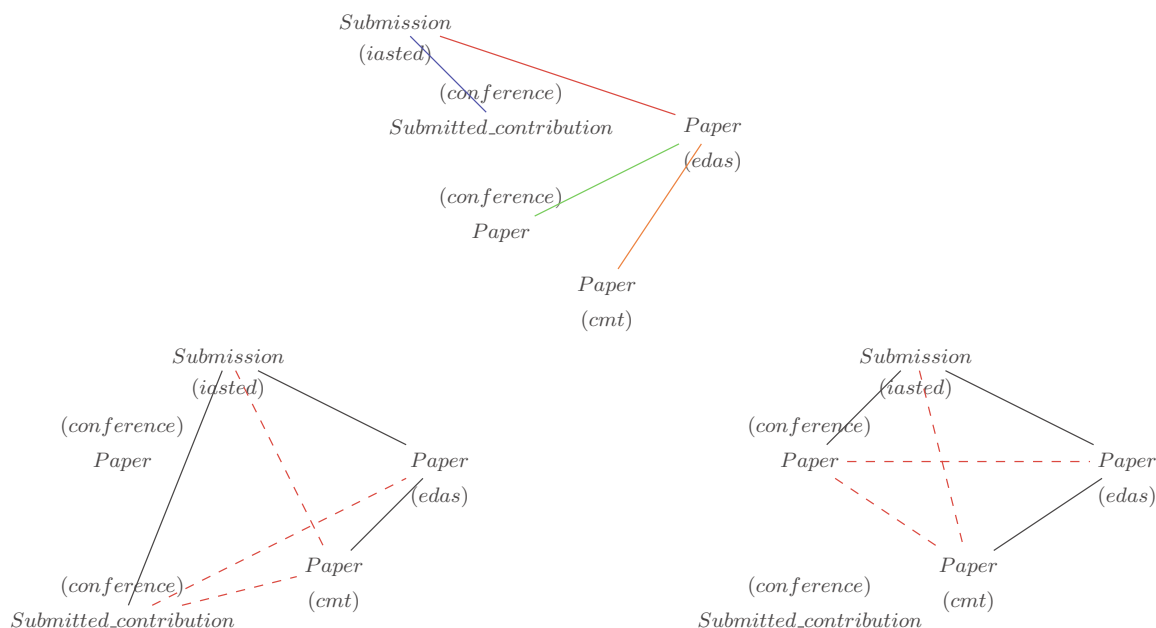 Submission
(iasted)
(conference)
Submitted_contribution
Paper
(edas)
(conference)
Paper
Paper
(cmt)
Submission
(iasted)
(conference)
Paper
Paper
(edas)
Paper
(cmt)
(conference)
Submitted_contribution
Submission
(iasted)
(conference)
Paper
Paper
(edas)
Paper
(cmt)
(conference)
Submitted_contribution